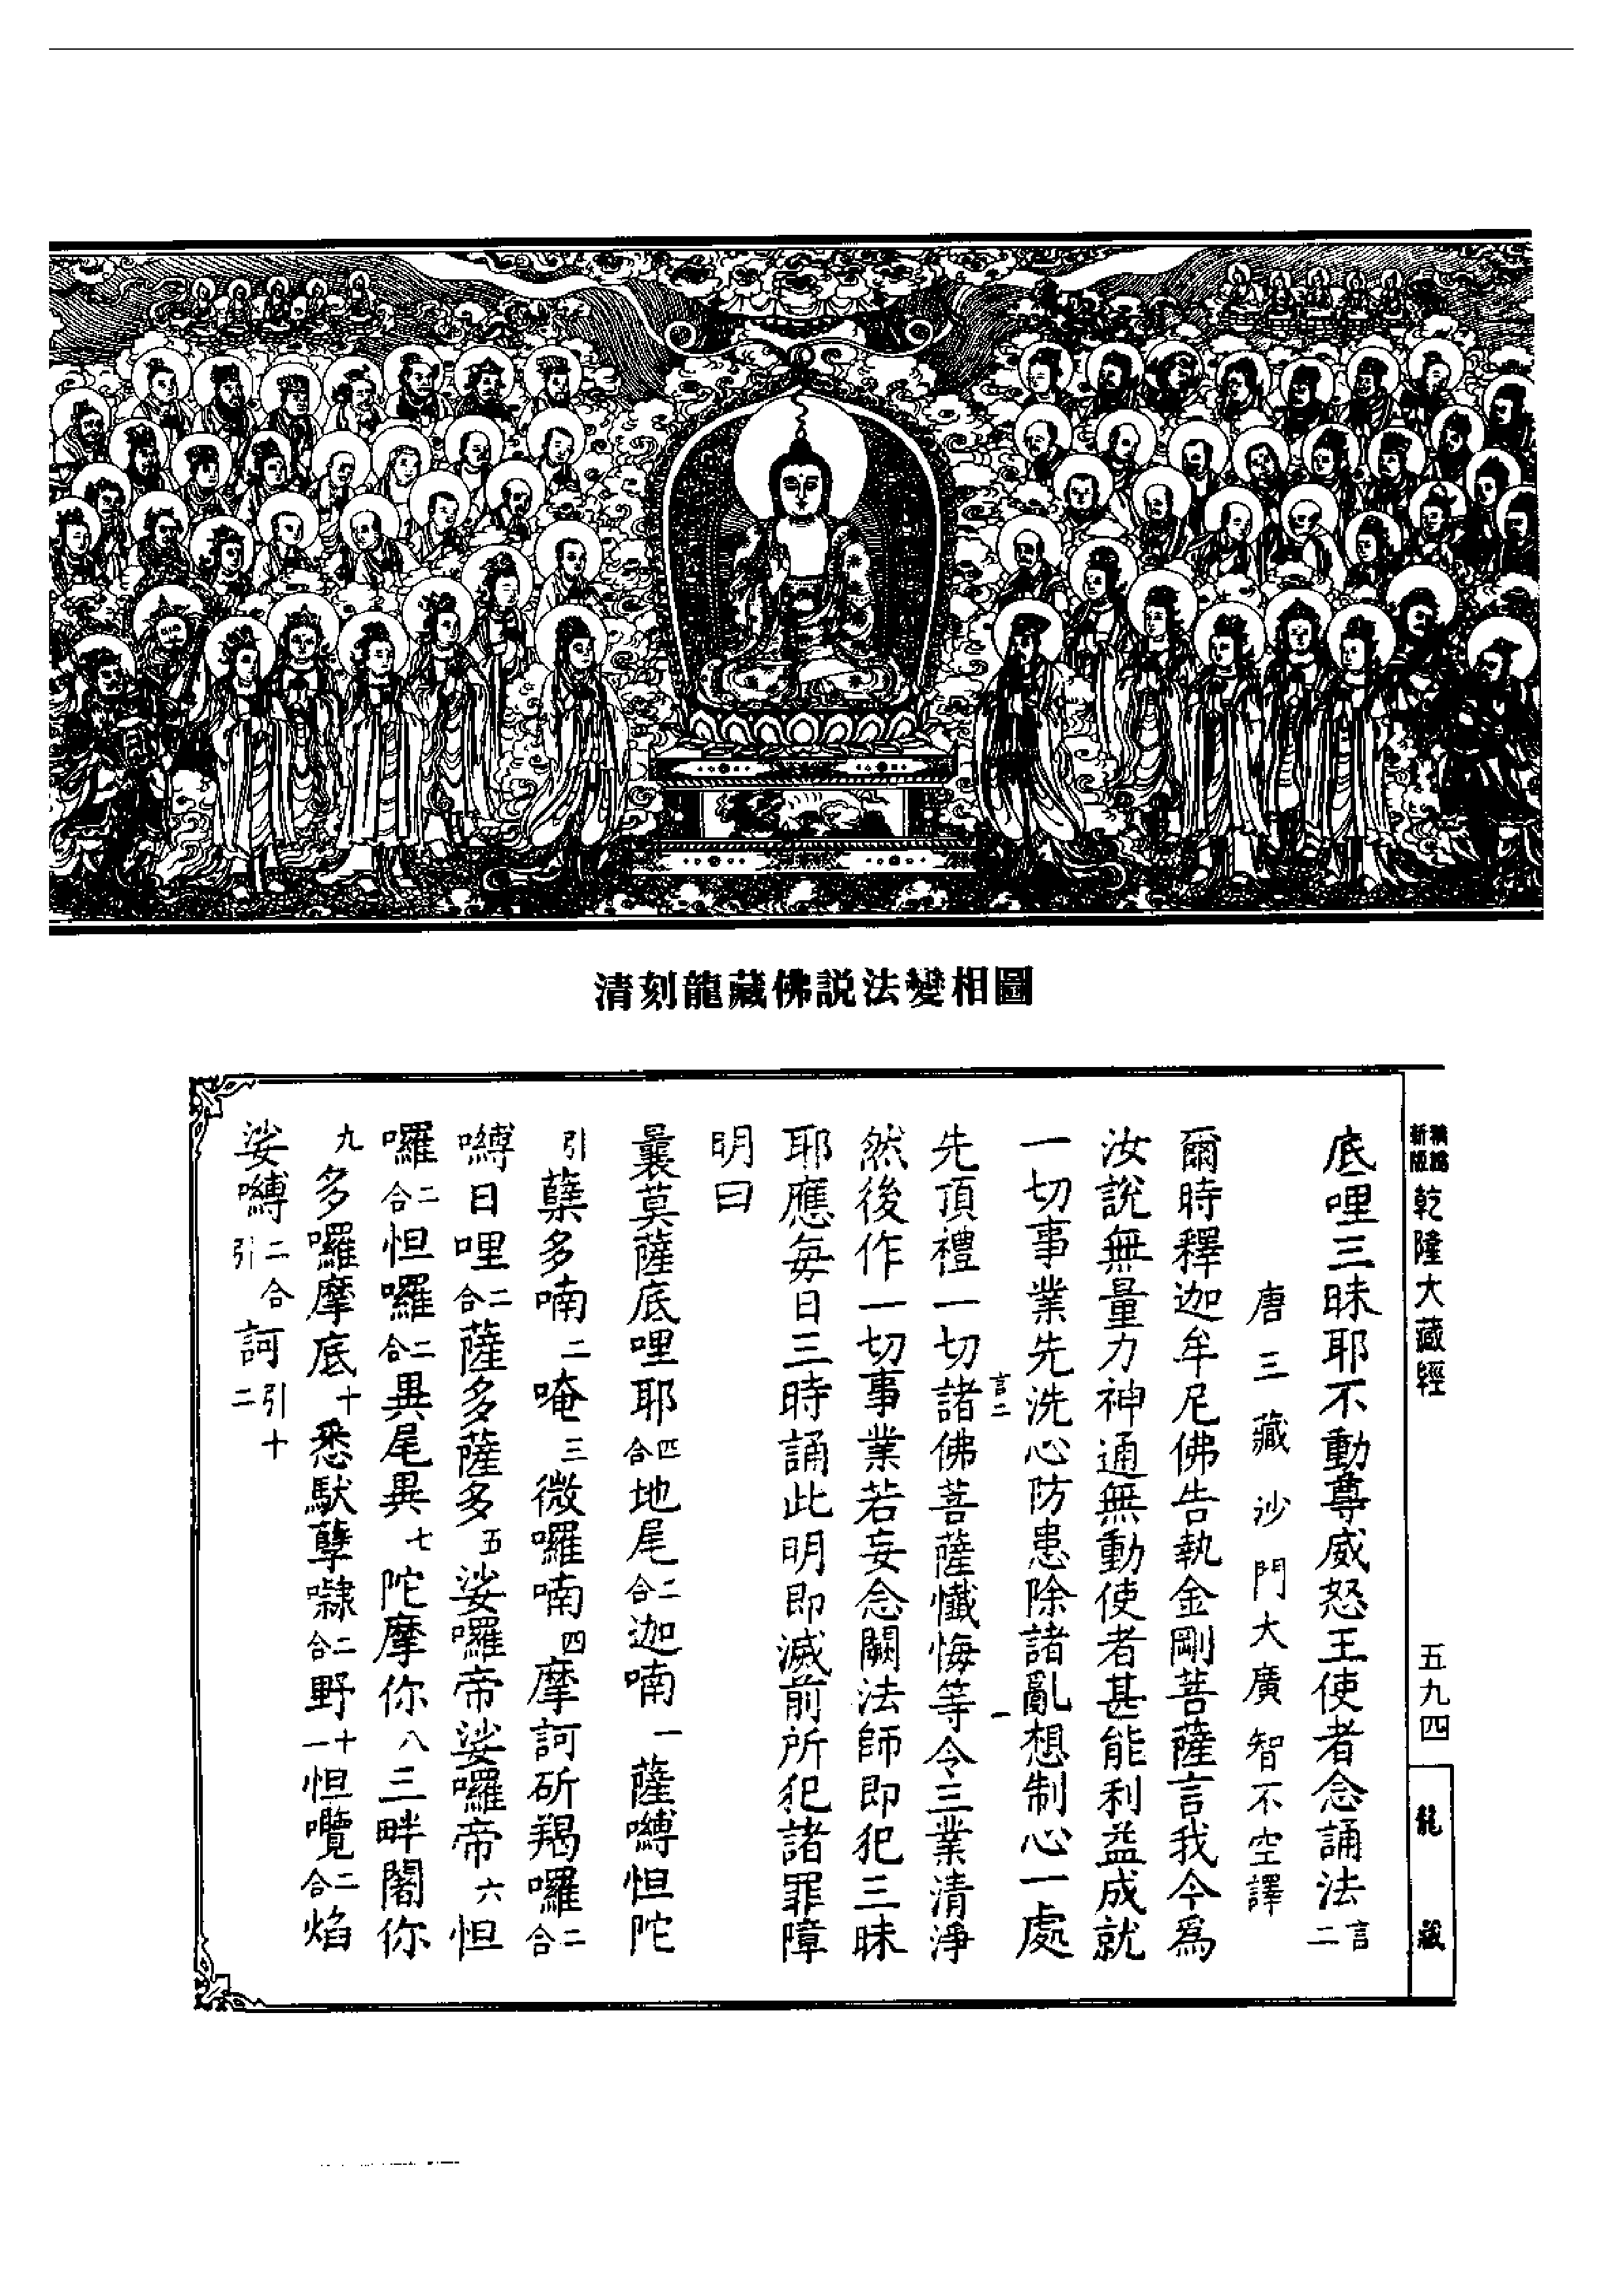 清刻龍藏佛説法變相圖
新版
乾隆大藏經
五九四
龍藏
底哩三昧耶不動尊威怒王使者念誦法 言二
唐三藏沙門大廣智不空譯
爾時釋迦牟尼佛告執金剛菩薩言我今爲
汝説無量力神通無動使者甚能利益成就
一切事業先洗心防患除諸亂想制心一處
言二 一
先頂禮一切諸佛菩薩懺悔等令三業清淨
然後作一切事業若妄念闕法師即犯三昧
耶應每日三時誦此明即滅前所犯諸罪障
明曰
曩莫薩底哩耶四合地尾二合迦喃一薩嚩怛陀
引蘖多喃二唵三微囉喃四摩訶斫羯囉二合
嚩日哩二合薩多薩多五娑囉帝娑囉帝六怛
囉二合怛囉二合異尾異七陀摩你八三畔闍你
九多囉摩底十悉馱孽㘑二合野十一怛囕二合焰
娑嚩二合引訶引十二